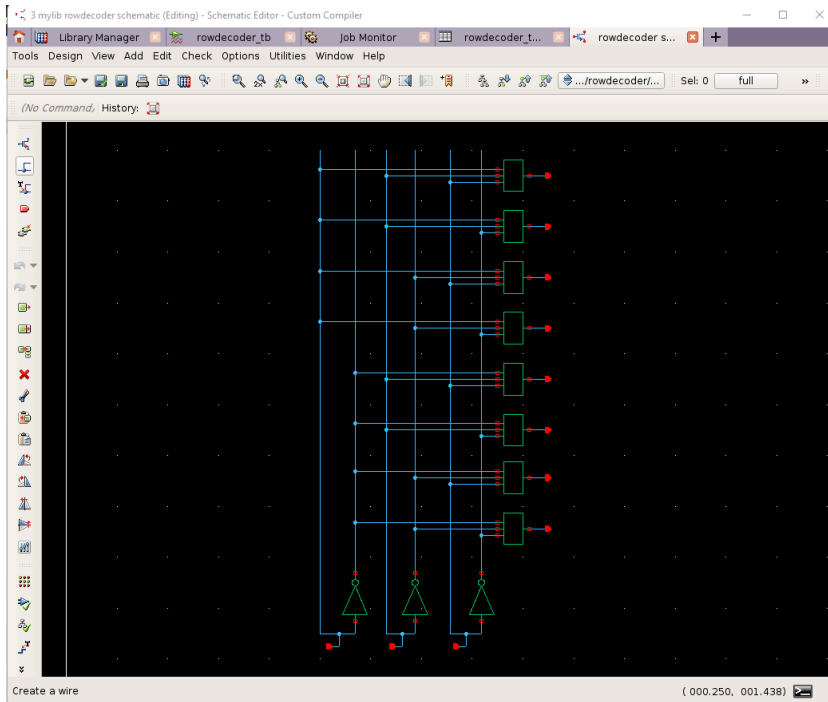 3 mylib rowdecoder schematic (Editing) - Schematic Editor - Custom Compiler
Library Manager rowdecoder_tb Job Monitor rowdecoder_t... rowdecoder s...
Tools Design View Add Edit Check Options Utilities Window Help
2x .../rowdecoder/... Sel: 0 full »
(No Command) History:
Create a wire ( 000.250, 001.438)